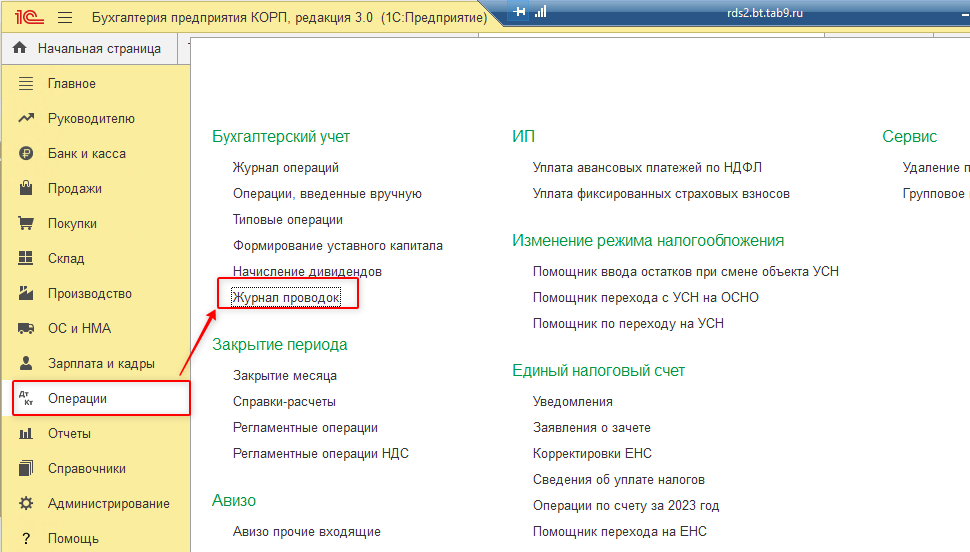 1С Бухгалтерия предприятия КОРП, редакция 3.0 (1С:Предприятие)
rds2.bt.tab9.ru
Начальная страница
Главное
Руководителю
Банк и касса
Продажи
Покупки
Склад
Производство
ОС и НМА
Зарплата и кадры
Дт Кт Операции
Отчеты
Справочники
Администрирование
? Помощь
Бухгалтерский учет
Журнал операций
Операции, введенные вручную
Типовые операции
Формирование уставного капитала
Начисление дивидендов
Журнал проводок
Закрытие периода
Закрытие месяца
Справки-расчеты
Регламентные операции
Регламентные операции НДС
Авизо
Авизо прочие входящие
ИП
Уплата авансовых платежей по НДФЛ
Уплата фиксированных страховых взносов
Изменение режима налогообложения
Помощник ввода остатков при смене объекта УСН
Помощник перехода с УСН на ОСНО
Помощник по переходу на УСН
Единый налоговый счет
Уведомления
Заявления о зачете
Корректировки ЕНС
Сведения об уплате налогов
Операции по счету за 2023 год
Помощник перехода на ЕНС
Сервис
Удаление п
Групповое